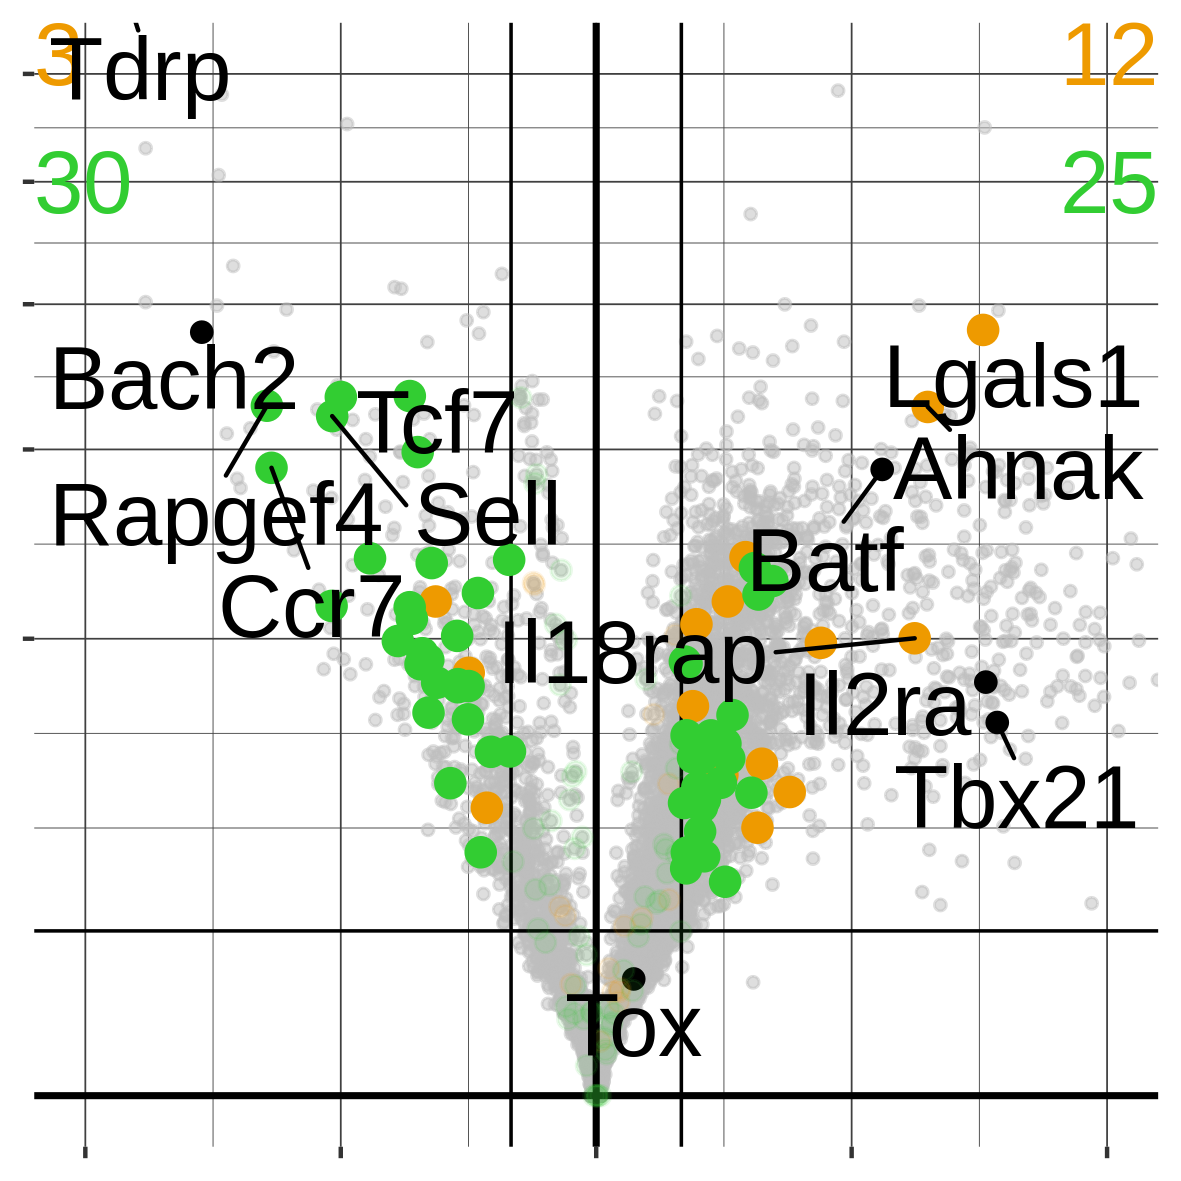 3
Tdrp
12
30
25
Bach2
Tcf7
Lgals1
Ahnak
Rapgef4
Sell
Batf
Ccr7
Il18rap
Il2ra
Tbx21
Tox